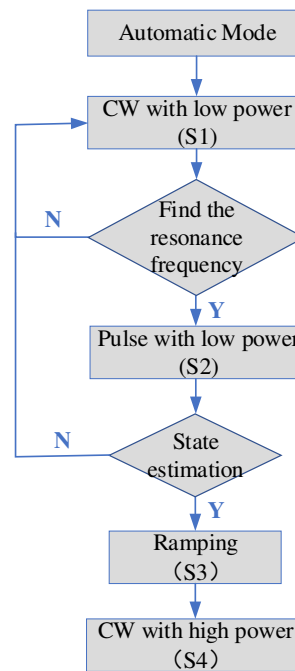 Automatic Mode
CW with low power
(S1)
N
Find the
resonance
frequency
Y
Pulse with low power
(S2)
N
State
estimation
Y
Ramping
（S3）
CW with high power
（S4）